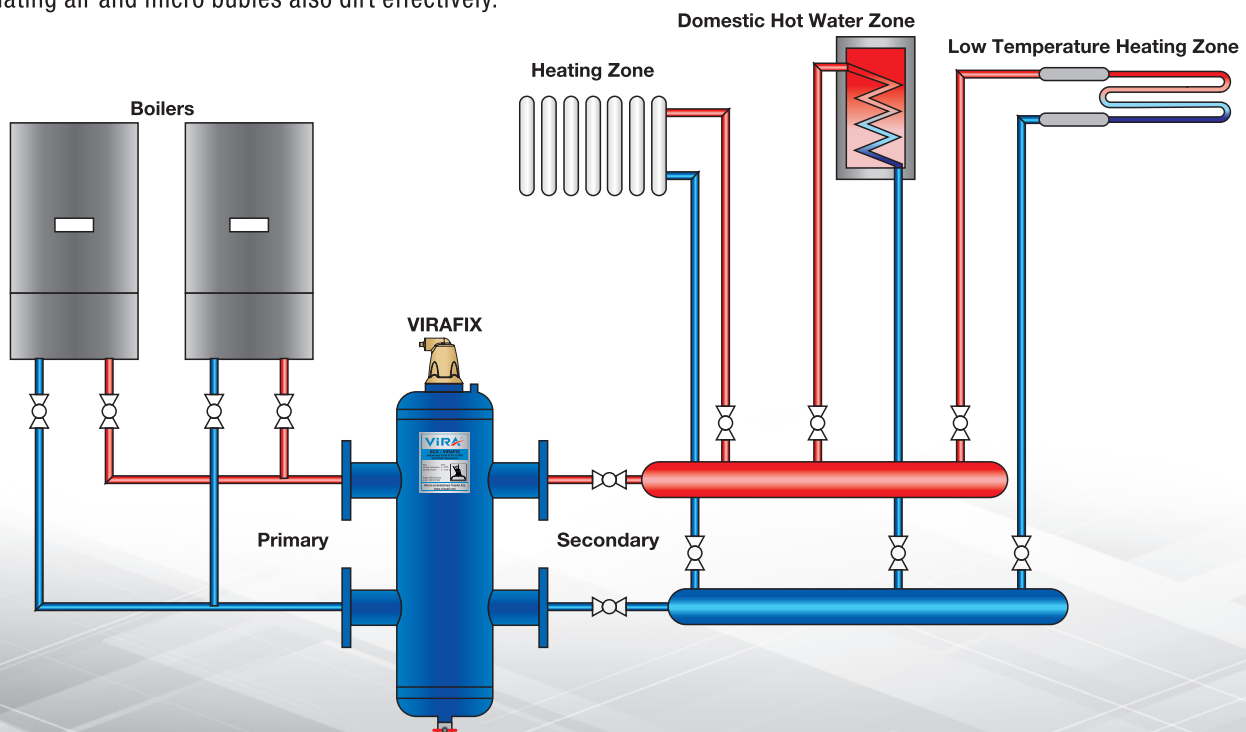 ating air and micro bubles also dirt effectively.
Domestic Hot Water Zone
Low Temperature Heating Zone
Heating Zone
Boilers
VIRAFIX
ViRA
Primary
Secondary